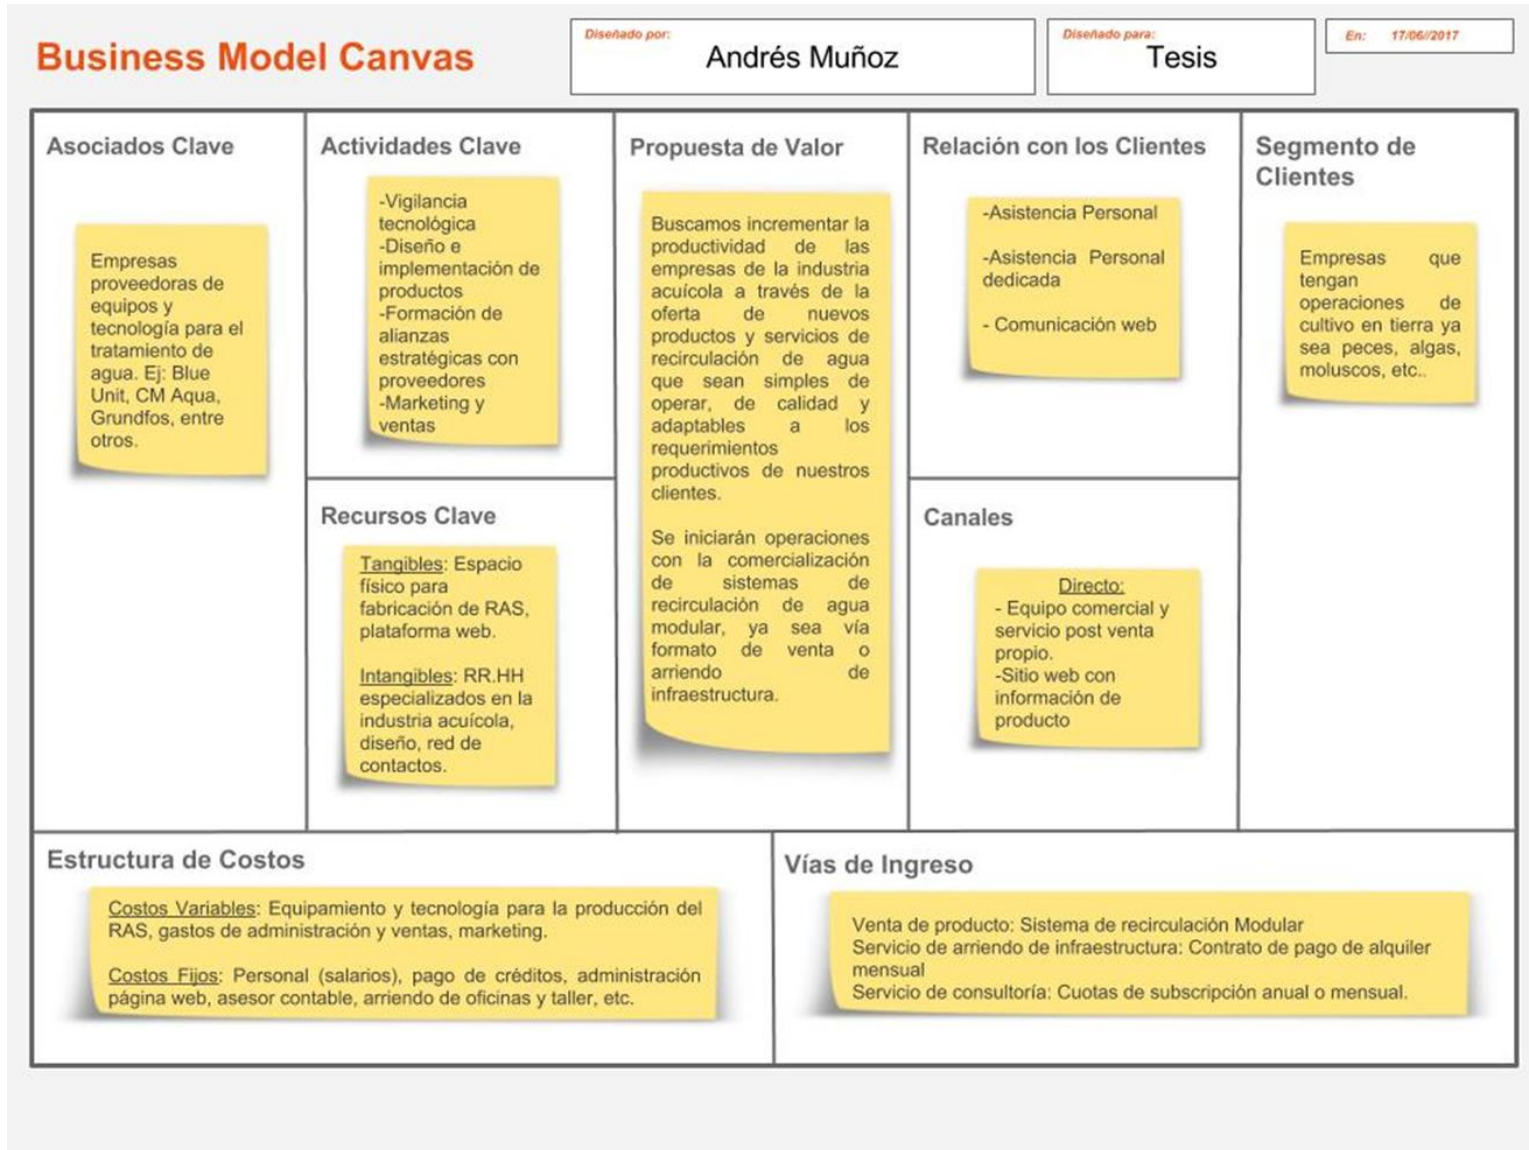 Business Model Canvas
Diseñado por:
Andrés Muñoz
Diseñado para:
Tesis
En: 17/06//2017
Asociados Clave
Empresas
proveedoras de
equipos y
tecnología para el
tratamiento de
agua. Ej: Blue
Unit, CM Aqua,
Grundfos, entre
otros.
Actividades Clave
-Vigilancia
tecnológica
-Diseño e
implementación de
productos
-Formación de
alianzas
estratégicas con
proveedores
-Marketing y
ventas
Recursos Clave
Tangibles: Espacio
físico para
fabricación de RAS,
plataforma web.
Intangibles: RR.HH
especializados en la
industria acuícola,
diseño, red de
contactos.
Propuesta de Valor
Buscamos incrementar la
productividad de las
empresas de la industria
acuícola a través de la
oferta de nuevos
productos y servicios de
recirculación de agua
que sean simples de
operar, de calidad y
adaptables a los
requerimientos
productivos de nuestros
clientes.
Se iniciarán operaciones
con la comercialización
de sistemas de
recirculación de agua
modular, ya sea vía
formato de venta o
arriendo de
infraestructura.
Relación con los Clientes
-Asistencia Personal
-Asistencia Personal
dedicada
- Comunicación web
Canales
Directo:
- Equipo comercial y
servicio post venta
propio.
-Sitio web con
información de
producto
Segmento de
Clientes
Empresas que
tengan
operaciones de
cultivo en tierra ya
sea peces, algas,
moluscos, etc..
Estructura de Costos
Costos Variables: Equipamiento y tecnología para la producción del
RAS, gastos de administración y ventas, marketing.
Costos Fijos: Personal (salarios), pago de créditos, administración
página web, asesor contable, arriendo de oficinas y taller, etc.
Vías de Ingreso
Venta de producto: Sistema de recirculación Modular
Servicio de arriendo de infraestructura: Contrato de pago de alquiler
mensual
Servicio de consultoría: Cuotas de subscripción anual o mensual.